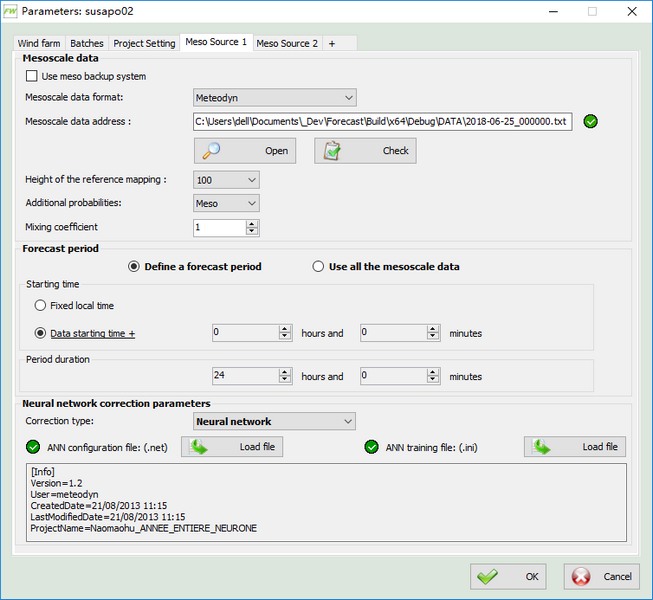 FW Parameters: susapo02
Wind farm Batches Project Setting Meso Source 1 Meso Source 2 +
Mesoscale data
Use meso backup system
Mesoscale data format: Meteodyn
Mesoscale data address : C:\Users\dell\Documents\_Dev\Forecast\Build\x64\Debug\DATA\2018-06-25_000000.txt
Open Check
Height of the reference mapping : 100
Additional probabilities: Meso
Mixing coefficient 1
Forecast period
Define a forecast period Use all the mesoscale data
Starting time
Fixed local time
Data starting time + 0 hours and 0 minutes
Period duration
24 hours and 0 minutes
Neural network correction parameters
Correction type: Neural network
ANN configuration file: (.net) Load file ANN training file: (.ini) Load file
[Info]
Version=1.2
User=meteodyn
CreatedDate=21/08/2013 11:15
LastModifiedDate=21/08/2013 11:15
ProjectName=Naomaohu_ANNEE_ENTIERE_NEURONE
OK Cancel